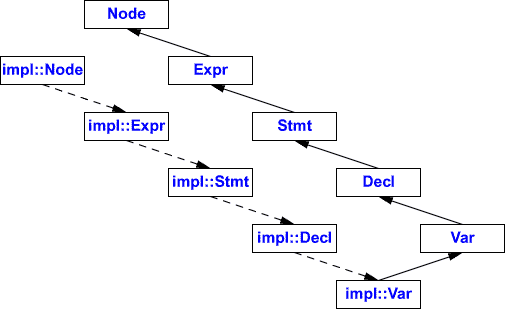 Node
impl::Node
Expr
impl::Expr
Stmt
impl::Stmt
Decl
impl::Decl
Var
impl::Var